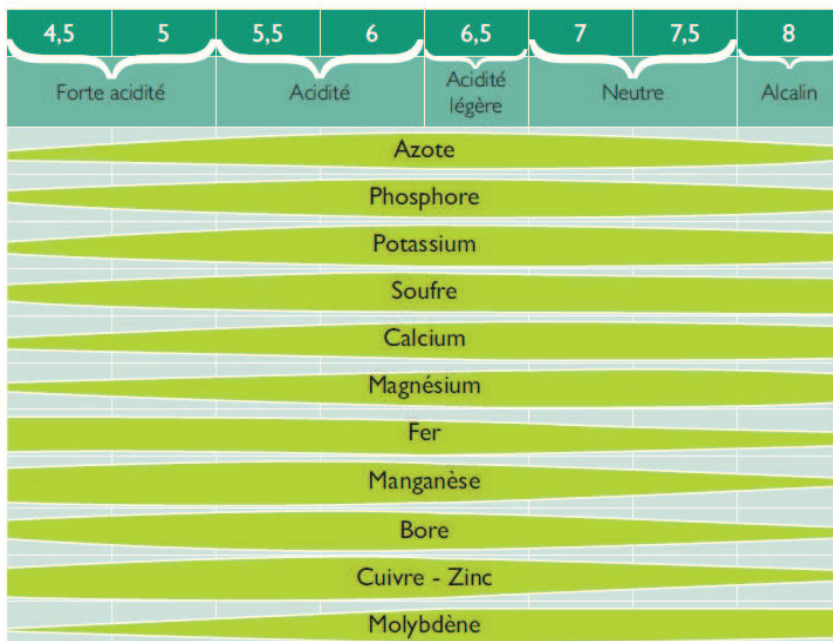 4,5 5 5,5 6 6,5 7 7,5 8
Forte acidité Acidité Acidité légère Neutre Alcalin
Azote
Phosphore
Potassium
Soufre
Calcium
Magnésium
Fer
Manganèse
Bore
Cuivre - Zinc
Molybdène